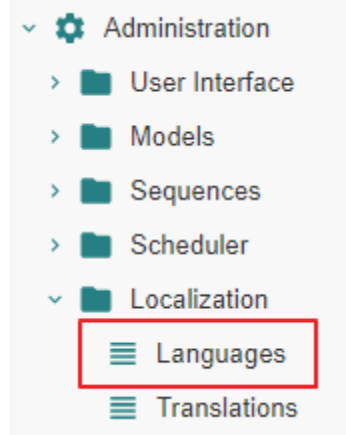 Administration
User Interface
Models
Sequences
Scheduler
Localization
Languages
Translations